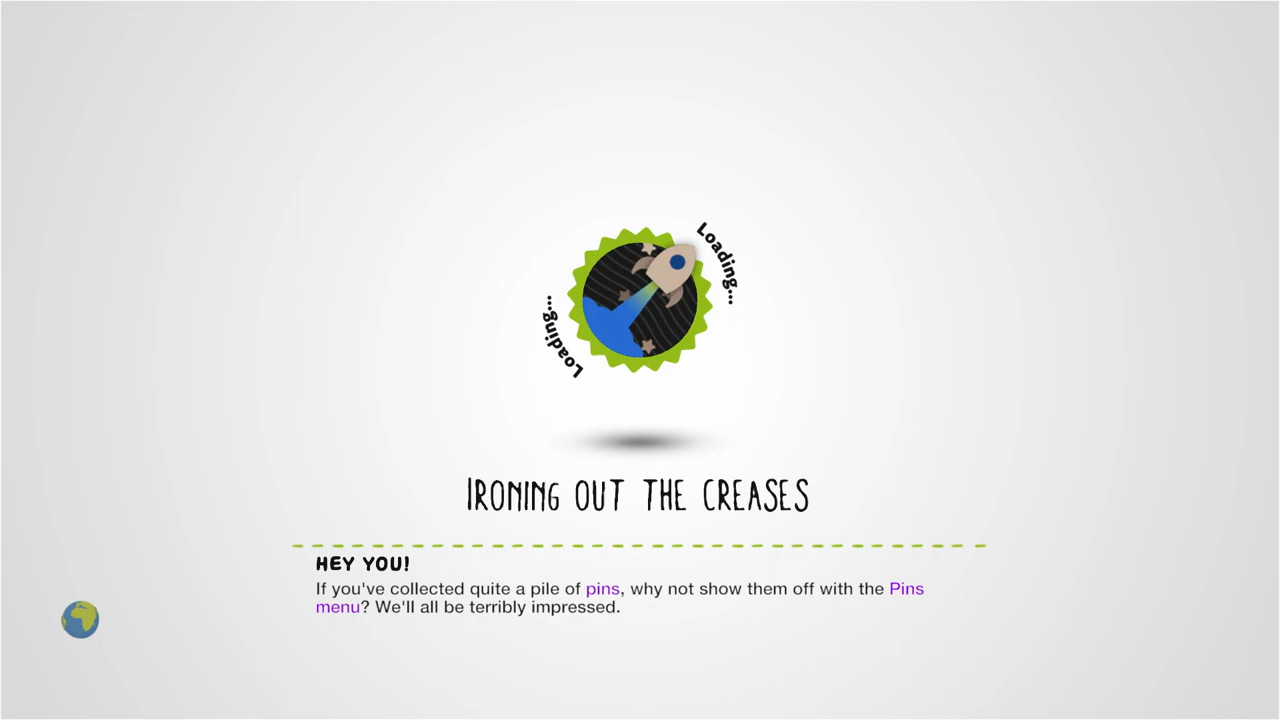 Loading...
Loading...
IRONING OUT THE CREASES
HEY YOU!
If you've collected quite a pile of pins, why not show them off with the Pins
menu? We'll all be terribly impressed.